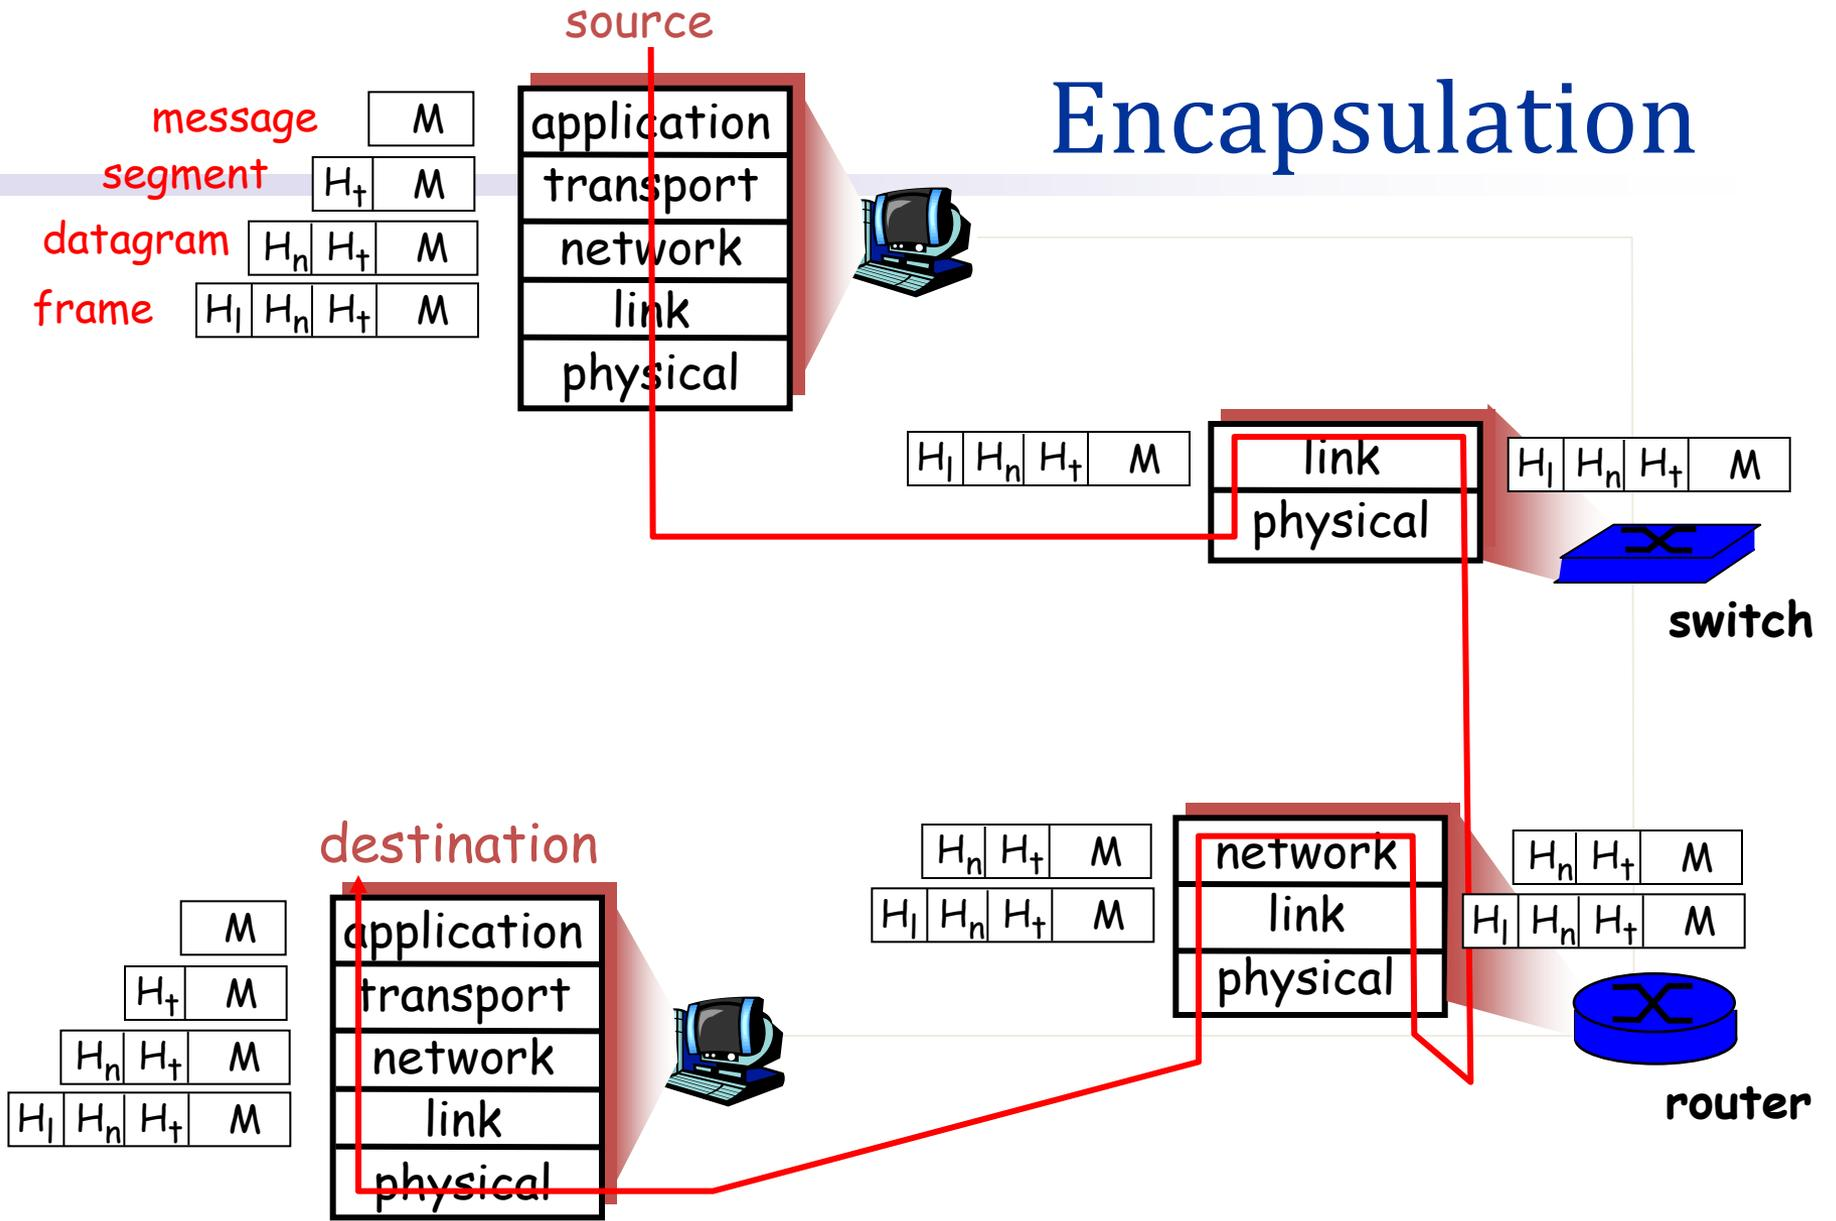 source
Encapsulation
message M
segment Ht M
datagram Hn Ht M
frame Hl Hn Ht M
application
transport
network
link
physical
Hl Hn Ht M
link
physical
Hl Hn Ht M
switch
Hn Ht M
Hl Hn Ht M
network
link
physical
Hn Ht M
Hl Hn Ht M
router
destination
M
Ht M
Hn Ht M
Hl Hn Ht M
application
transport
network
link
physical